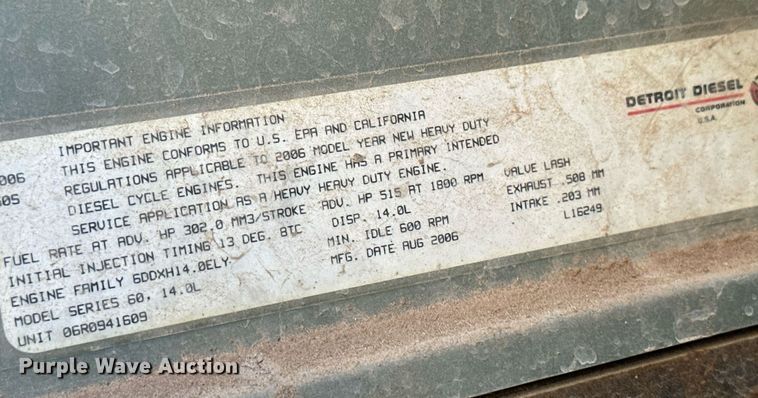 DETROIT DIESEL
CORPORATION
U.S.A.
006
60S
IMPORTANT ENGINE INFORMATION
THIS ENGINE CONFORMS TO U.S. EPA AND CALIFORNIA
REGULATIONS APPLICABLE TO 2006 MODEL YEAR NEW HEAVY DUTY
DIESEL CYCLE ENGINES. THIS ENGINE HAS A PRIMARY INTENDED
SERVICE APPLICATION AS A HEAVY HEAVY DUTY ENGINE.
FUEL RATE AT ADV. HP 302.0 MM3/STROKE ADV. HP 515 AT 1800 RPM VALVE LASH
INITIAL INJECTION TIMING 13 DEG. BTC DISP. 14.0L EXHAUST .508 MM
ENGINE FAMILY 6DDXH14.0ELY MIN. IDLE 600 RPM INTAKE .203 MM
MODEL SERIES 60, 14.0L MFG. DATE AUG 2006 L16249
UNIT 06R0941609
Purple Wave Auction